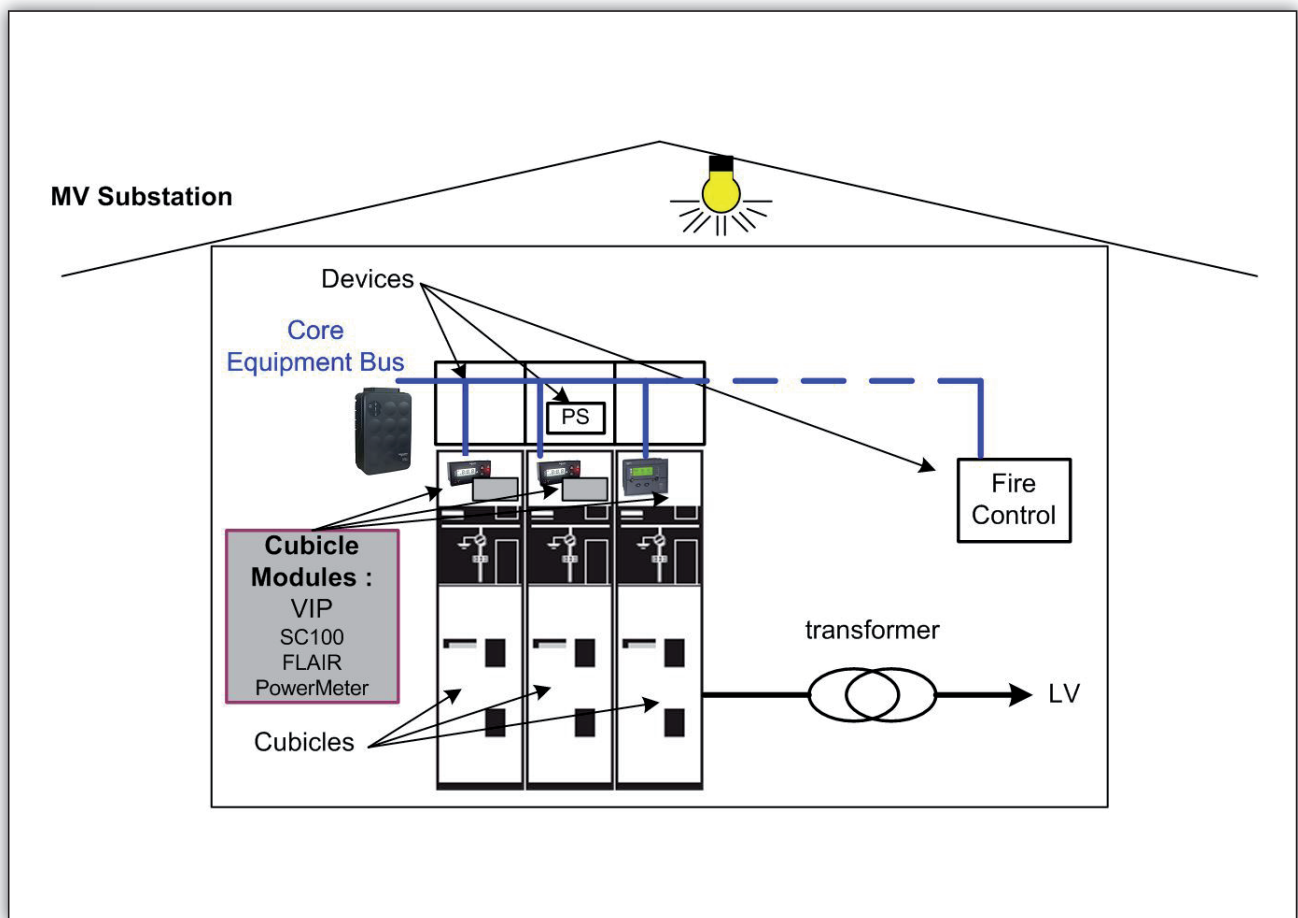 MV Substation
Devices
Core
Equipment Bus
PS
Fire
Control
Cubicle
Modules :
VIP
SC100
FLAIR
PowerMeter
transformer
LV
Cubicles